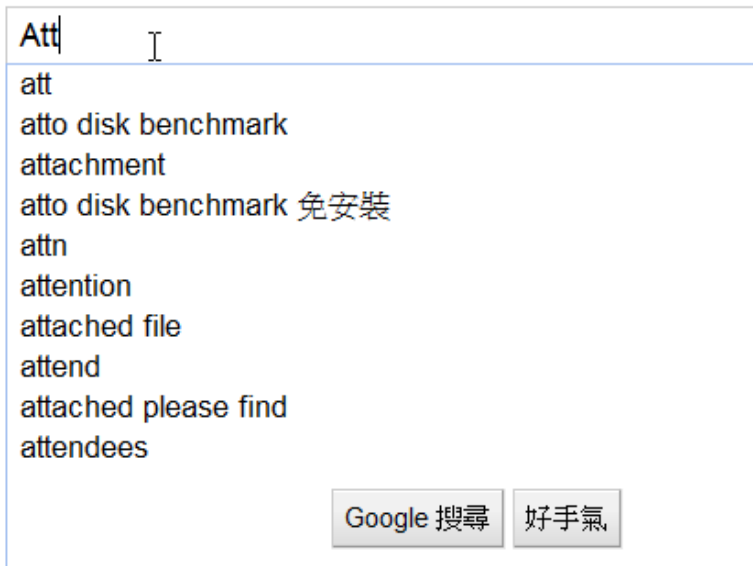 Att
att
atto disk benchmark
attachment
atto disk benchmark 免安裝
attn
attention
attached file
attend
attached please find
attendees
Google 搜尋 好手氣